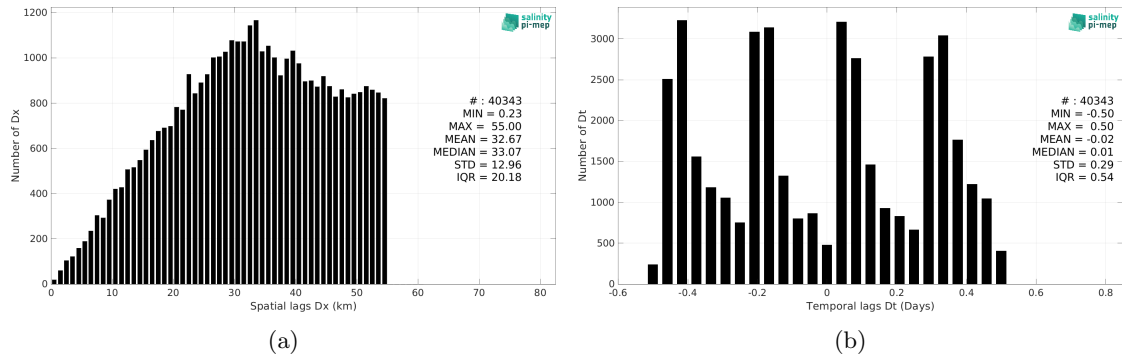 1200
1000
800
600
400
200
0
Number of Dx
0 10 20 30 40 50 60 70 80
Spatial lags Dx (km)
salinity
pi-mep
# : 40343
MIN = 0.23
MAX = 55.00
MEAN = 32.67
MEDIAN = 33.07
STD = 12.96
IQR = 20.18
(a)
3000
2500
2000
1500
1000
500
0
Number of Dt
-0.6 -0.4 -0.2 0 0.2 0.4 0.6 0.8
Temporal lags Dt (Days)
salinity
pi-mep
# : 40343
MIN = -0.50
MAX = 0.50
MEAN = -0.02
MEDIAN = 0.01
STD = 0.29
IQR = 0.54
(b)